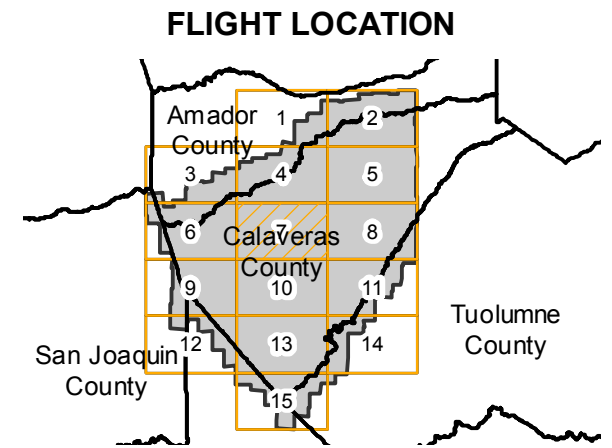 FLIGHT LOCATION
Amador
County
1
2
3
4
5
6
7
8
Calaveras
County
9
10
11
Tuolumne
County
12
13
14
San Joaquin
County
15